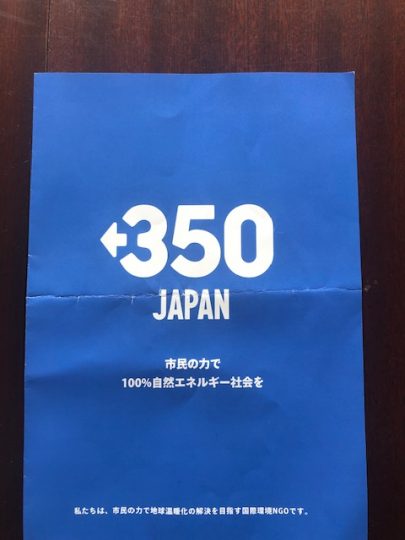 350
JAPAN
市民の力で
100%自然エネルギー社会を
私たちは、市民の力で地球温暖化の解決を目指す国際環境NGOです。